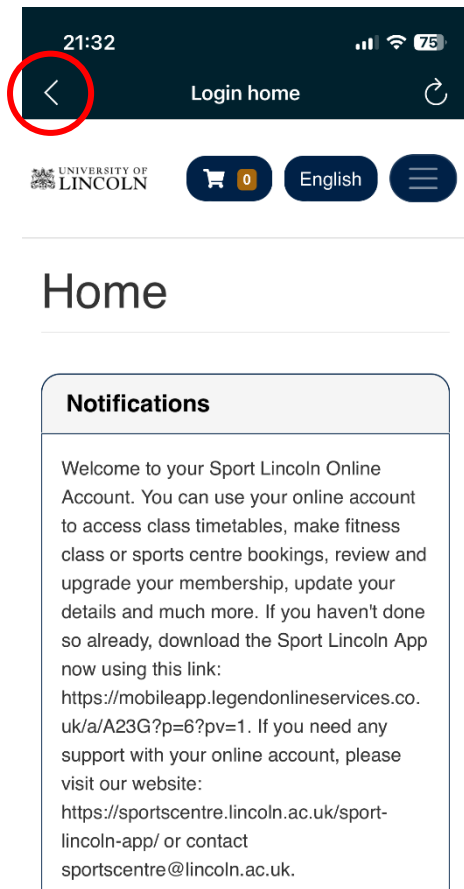 21:32
75
Login home
UNIVERSITY OF
LINCOLN
0
English
Home
Notifications
Welcome to your Sport Lincoln Online
Account. You can use your online account
to access class timetables, make fitness
class or sports centre bookings, review and
upgrade your membership, update your
details and much more. If you haven't done
so already, download the Sport Lincoln App
now using this link:
https://mobileapp.legendonlineservices.co.
uk/a/A23G?p=6?pv=1. If you need any
support with your online account, please
visit our website:
https://sportscentre.lincoln.ac.uk/sport-
lincoln-app/ or contact
sportscentre@lincoln.ac.uk.